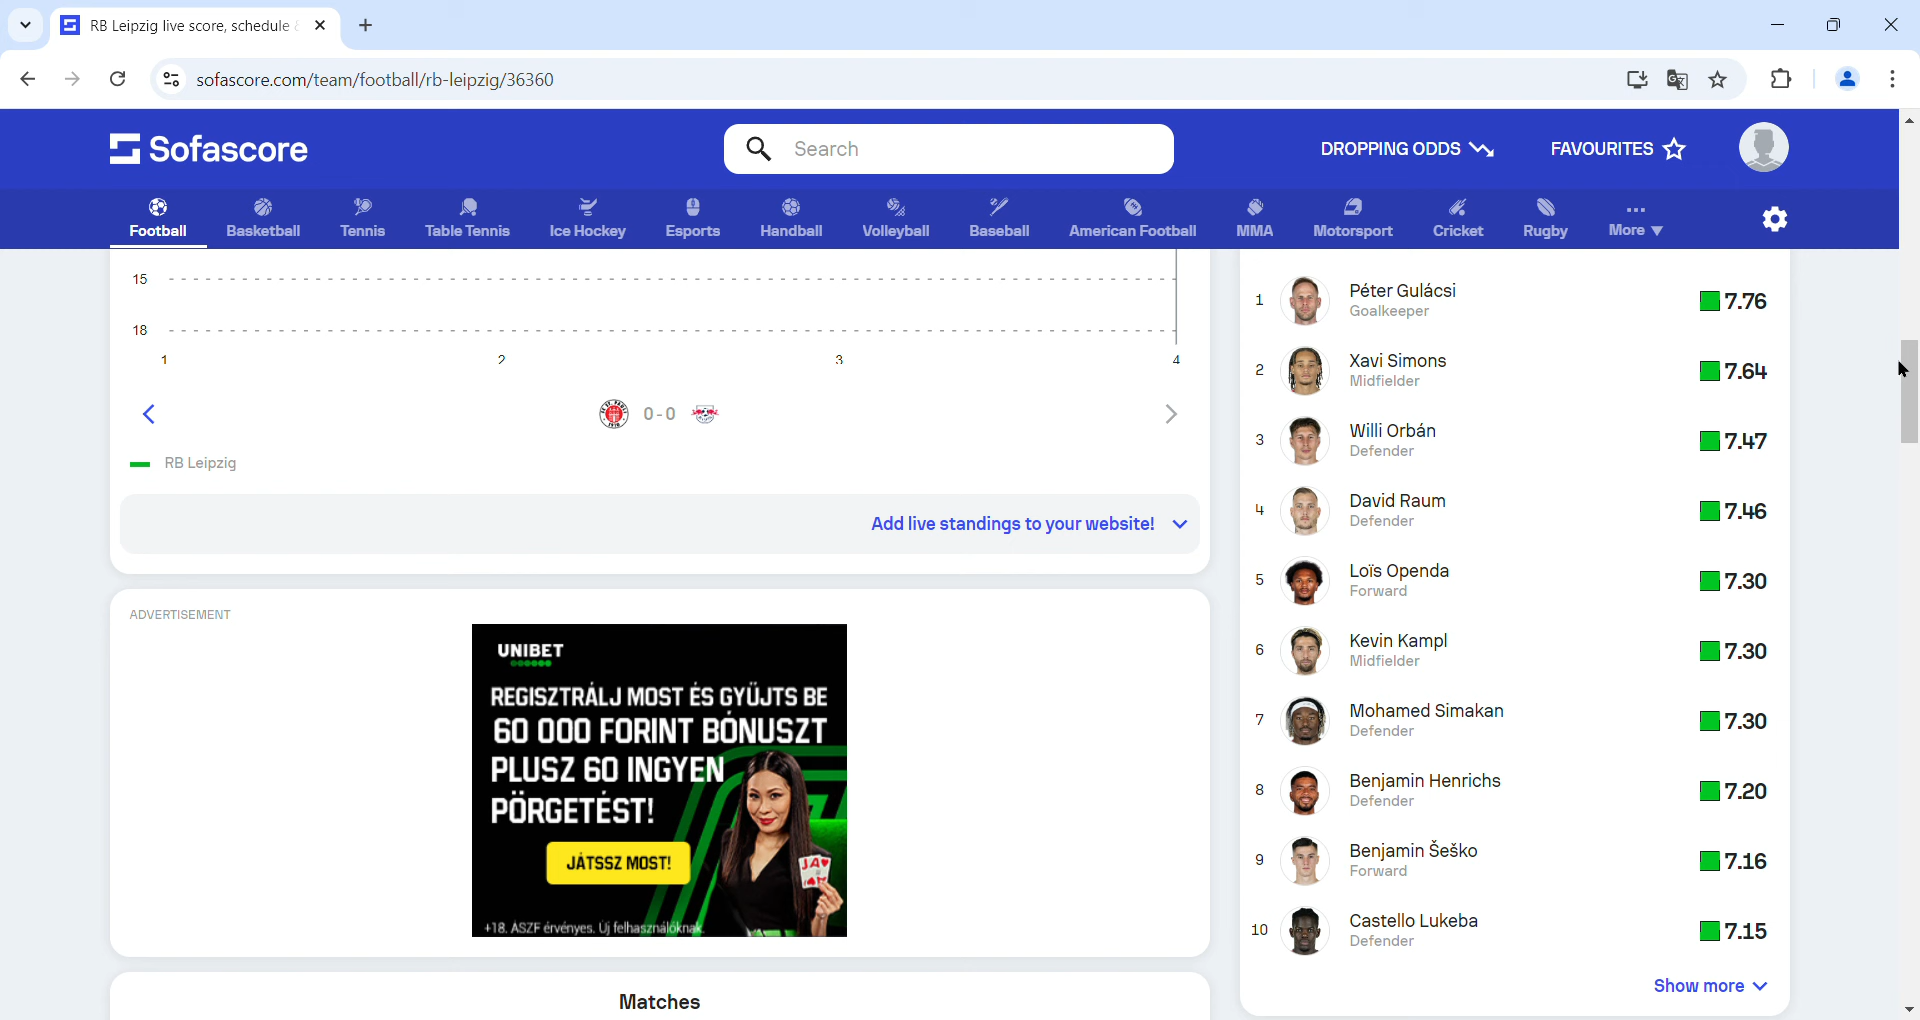 RB Leipzig live score, schedule
sofascore.com/team/football/rb-leipzig/36360
Sofascore
Search
DROPPING ODDS
FAVOURITES
Football
Basketball
Tennis
Table Tennis
Ice Hockey
Esports
Handball
Volleyball
Baseball
American Football
MMA
Motorsport
Cricket
Rugby
More
15
18
1 2 3 4
0-0
RB Leipzig
Add live standings to your website!
ADVERTISEMENT
UNIBET
REGISZTRÁLJ MOST ÉS GYŰJTS BE
60 000 FORINT BÓNUSZT
PLUSZ 60 INGYEN
PÖRGETÉST!
JÁTSSZ MOST!
+18. ÁSZF érvényes. Új felhasználóknak.
Matches
1 Péter Gulácsi 7.76
Goalkeeper
2 Xavi Simons 7.64
Midfielder
3 Willi Orbán 7.47
Defender
4 David Raum 7.46
Defender
5 Loïs Openda 7.30
Forward
6 Kevin Kampl 7.30
Midfielder
7 Mohamed Simakan 7.30
Defender
8 Benjamin Henrichs 7.20
Defender
9 Benjamin Šeško 7.16
Forward
10 Castello Lukeba 7.15
Defender
Show more